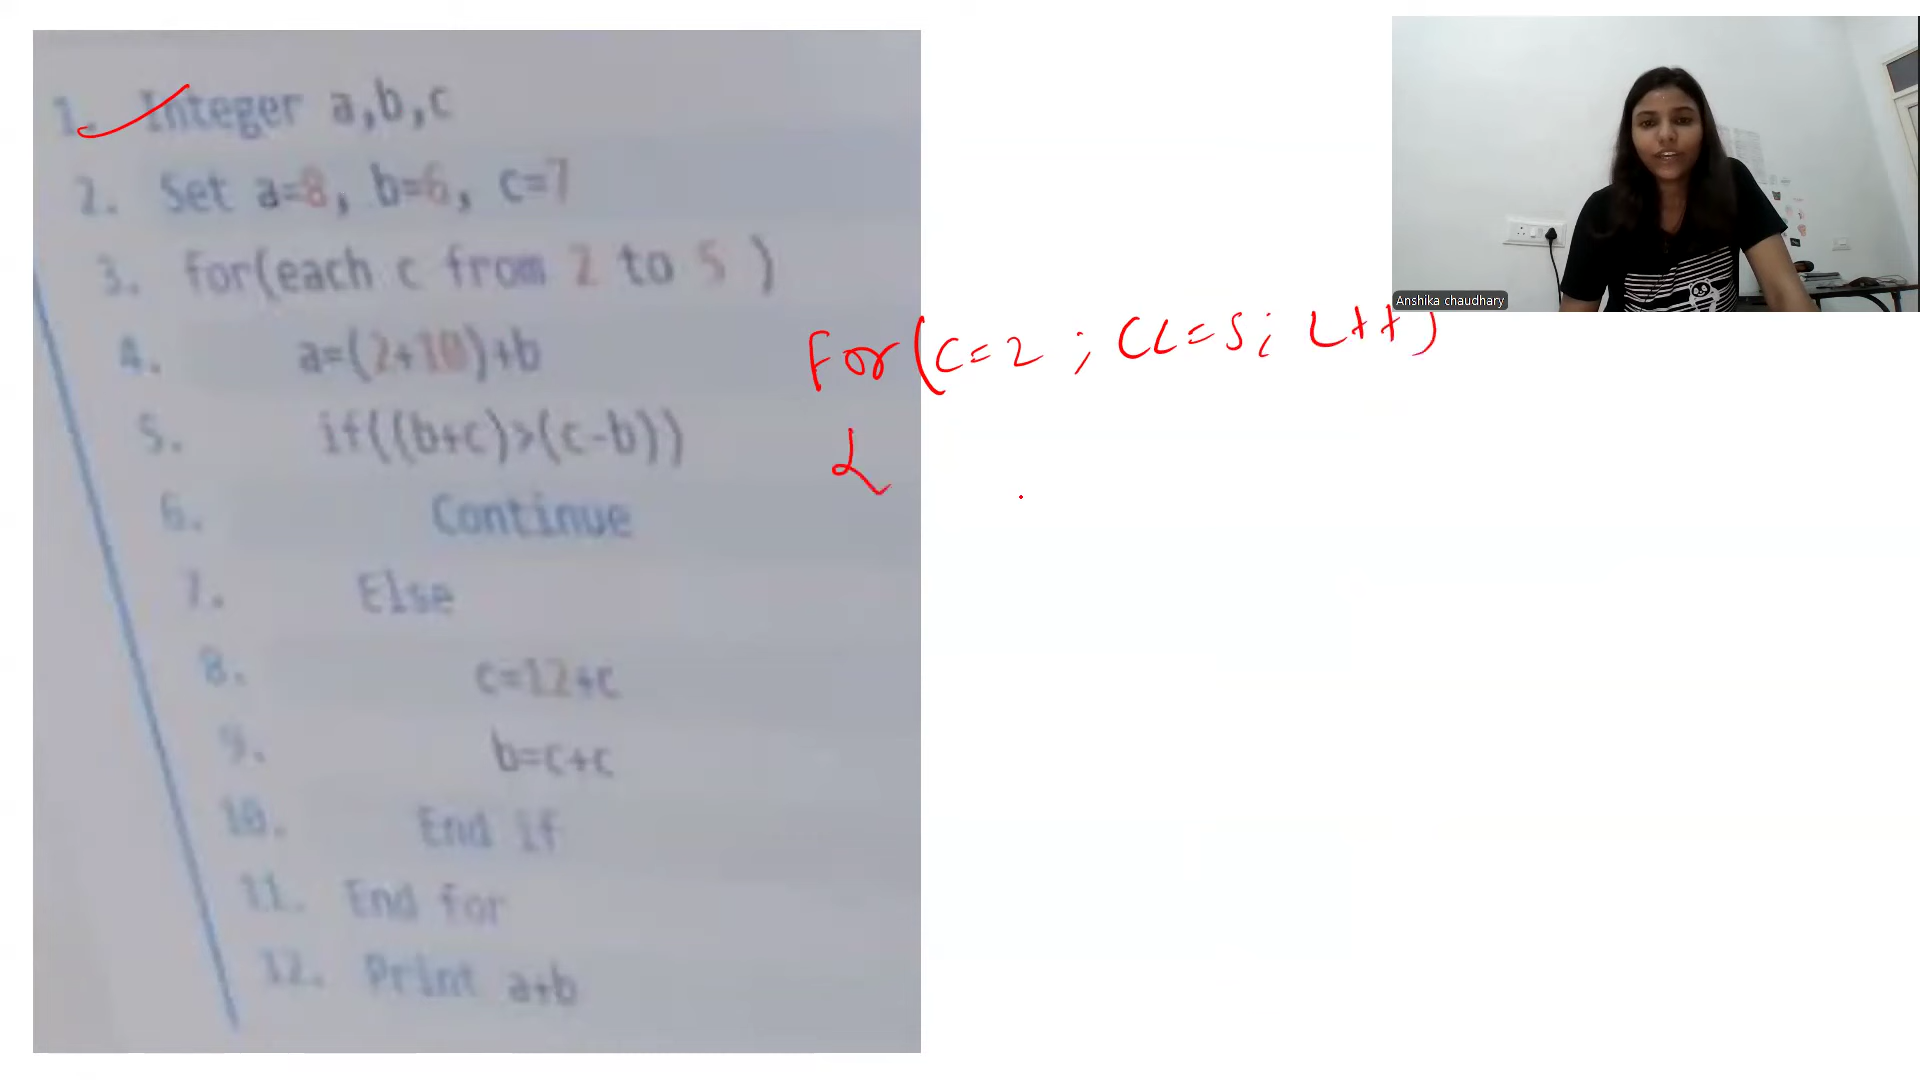 1. Integer a,b,c
2. Set a=8, b=6, c=7
3. for(each c from 2 to 5 )
4. a=(2+10)+b
5. if((b+c)>(c-b))
6. Continue
7. Else
8. c=12+c
9. b=c+c
10. End if
11. End for
12. Print a+b
For(C=2 ; C<=5; C++)
{
Anshika chaudhary